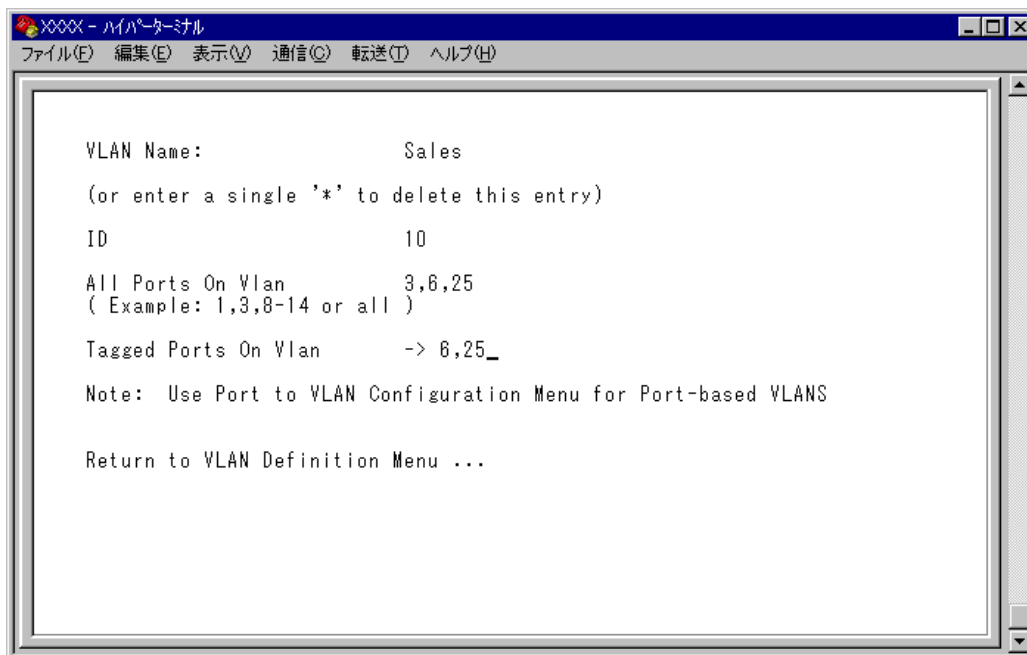 XXXX - ハイパーターミナル
ファイル(F) 編集(E) 表示(V) 通信(C) 転送(T) ヘルプ(H)
VLAN Name: Sales
(or enter a single '*' to delete this entry)
ID 10
All Ports On Vlan 3,6,25
( Example: 1,3,8-14 or all )
Tagged Ports On Vlan -> 6,25_
Note: Use Port to VLAN Configuration Menu for Port-based VLANS
Return to VLAN Definition Menu ...